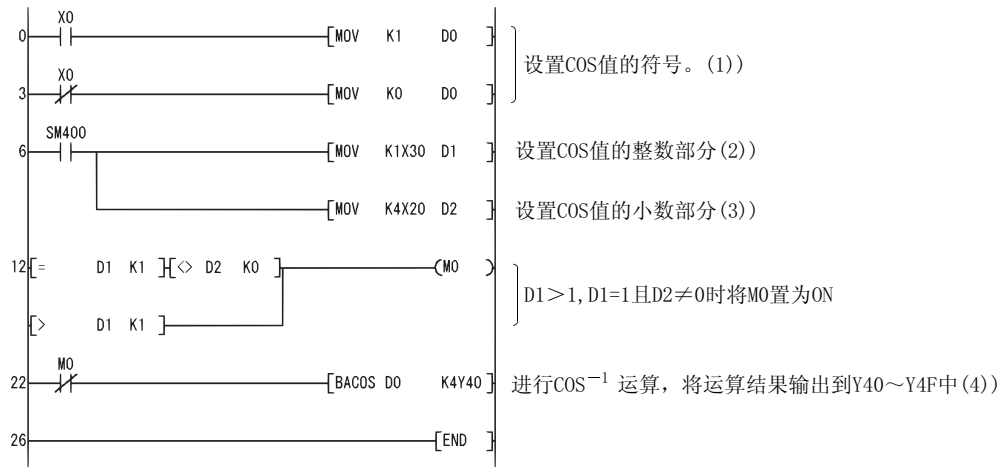 X0
0 MOV K1 D0
设置COS值的符号。(1))
X0
3 MOV K0 D0
SM400
6 MOV K1X30 D1 设置COS值的整数部分(2))
MOV K4X20 D2 设置COS值的小数部分(3))
12 = D1 K1 <> D2 K0 M0
D1＞1,D1=1且D2≠0时将M0置为ON
> D1 K1
M0
22 BACOS D0 K4Y40 进行COS⁻¹ 运算，将运算结果输出到Y40～Y4F中(4))
26 END